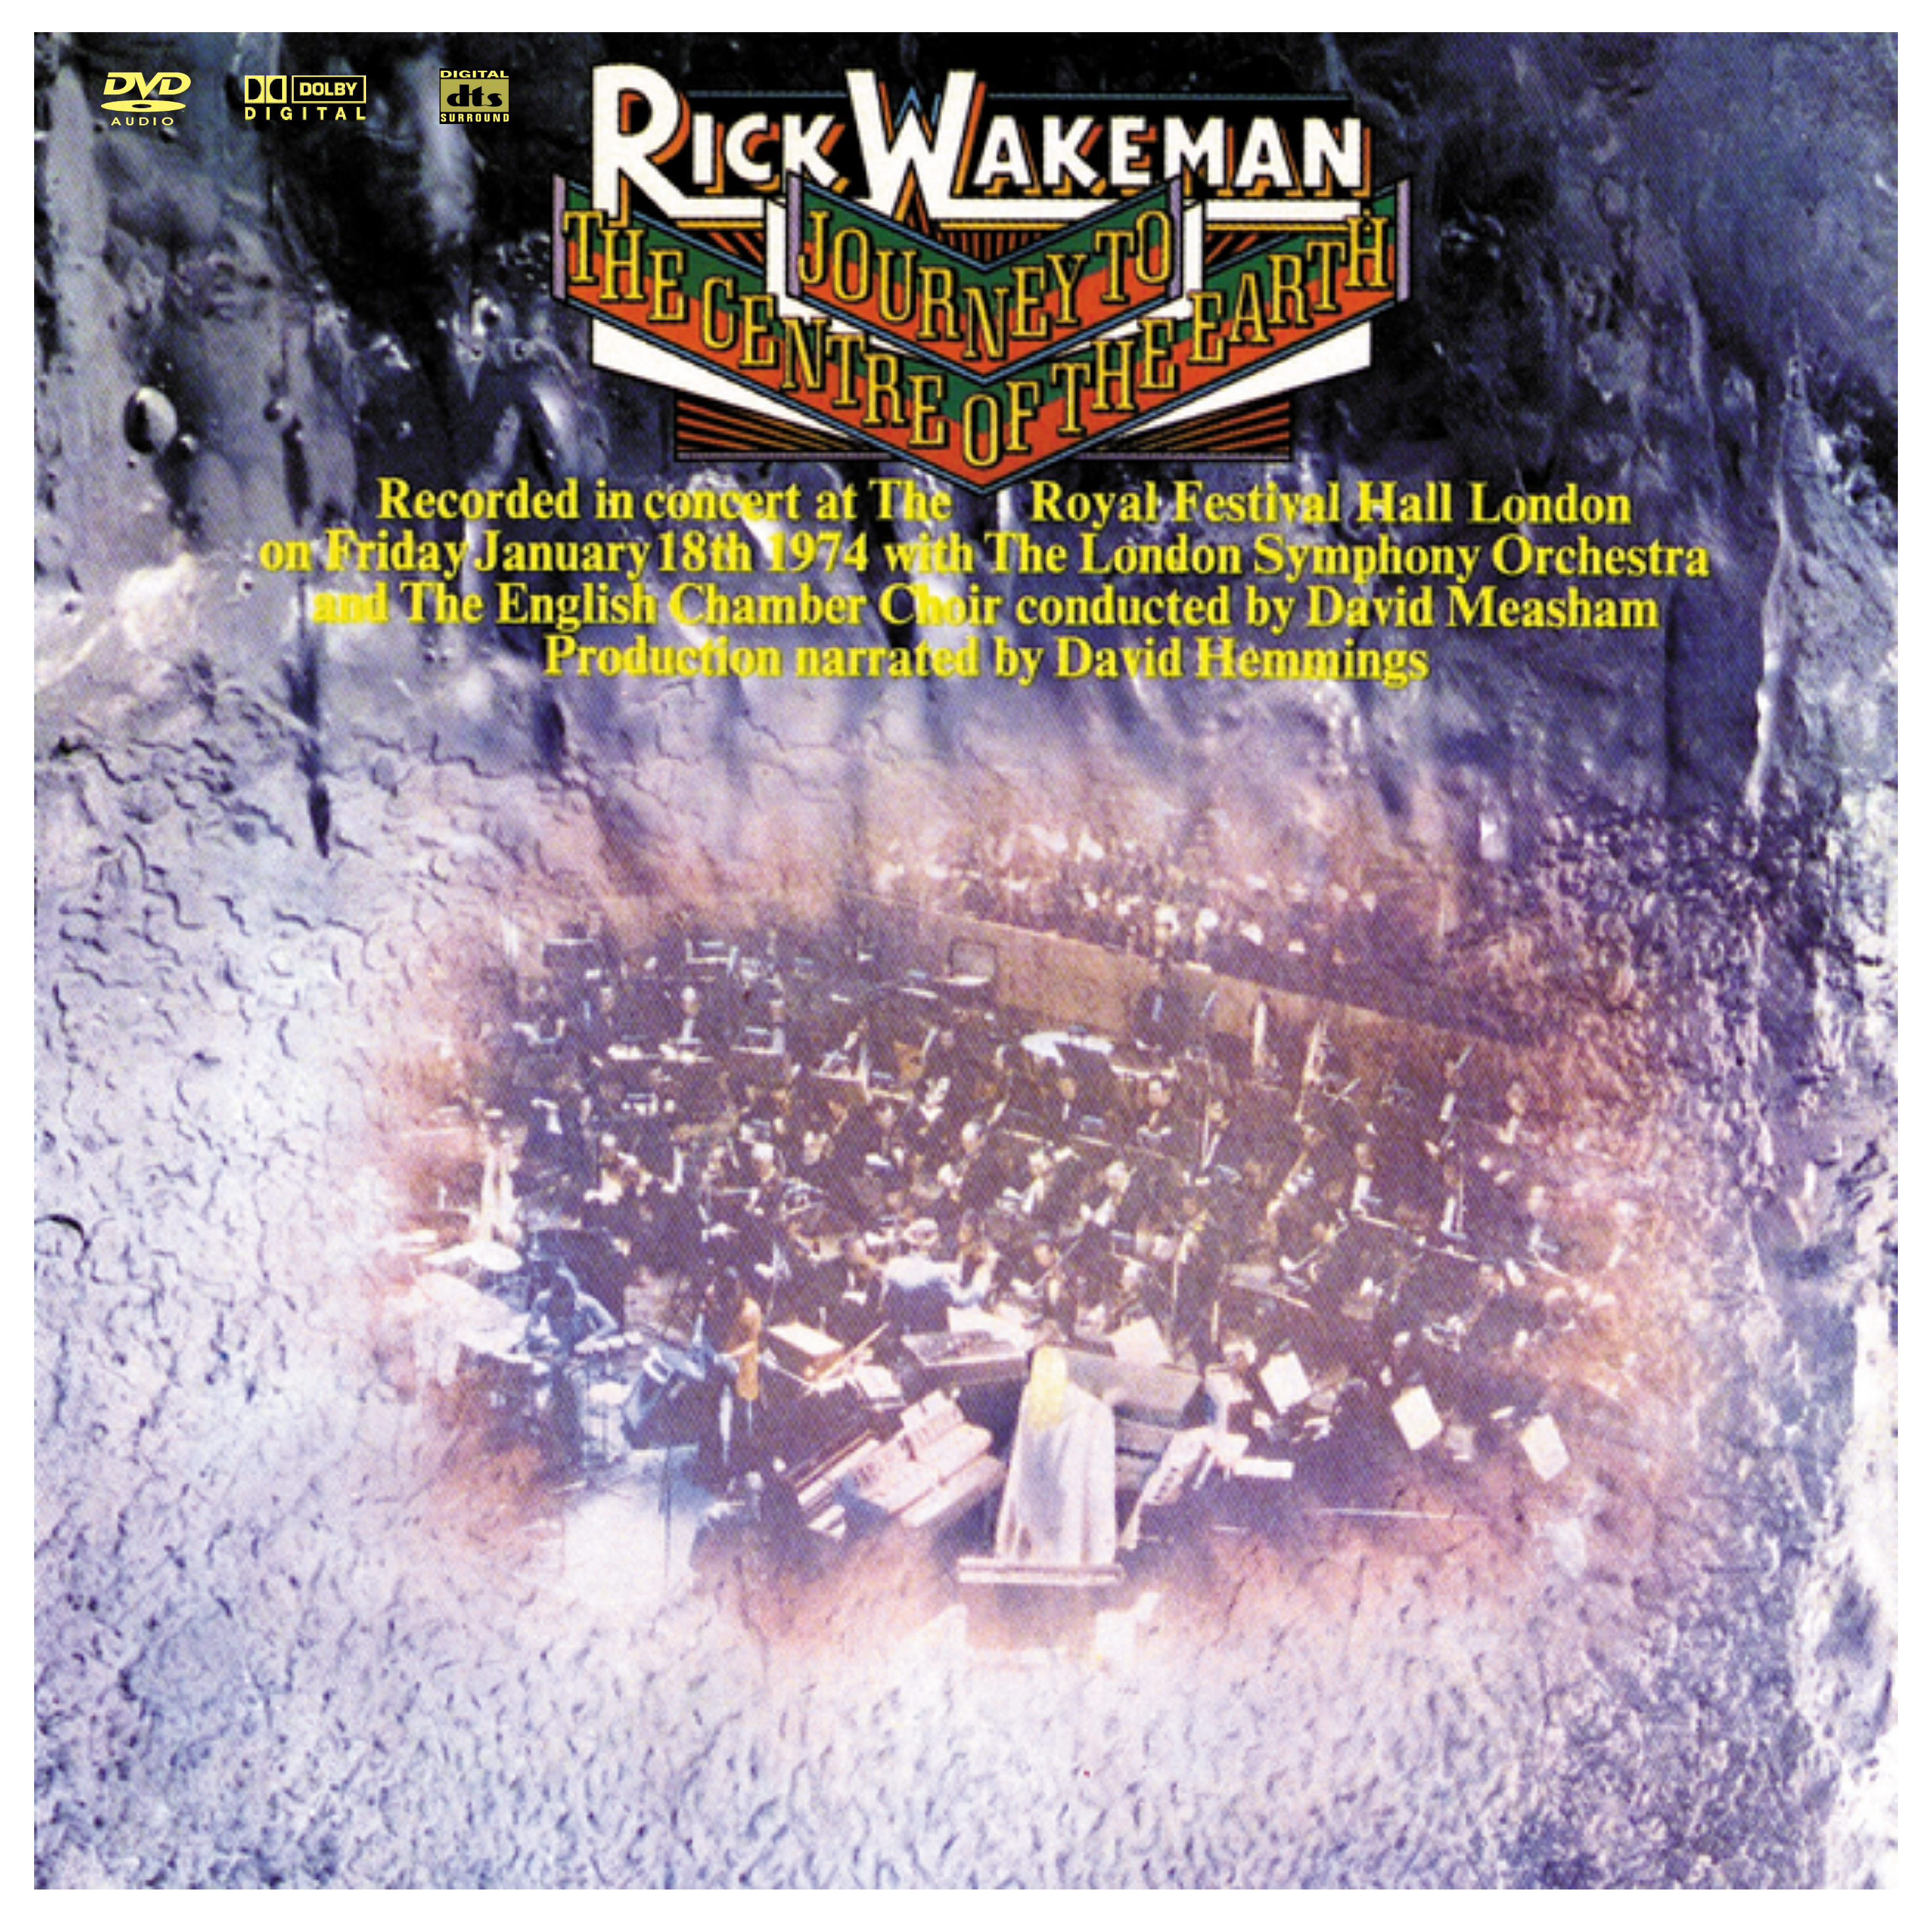 DVD
AUDIO
DOLBY
DIGITAL
DIGITAL
dts
SURROUND
RICK WAKEMAN
JOURNEY TO
THE CENTRE OF THE EARTH
Recorded in concert at The Royal Festival Hall London
on Friday January 18th 1974 with The London Symphony Orchestra
and The English Chamber Choir conducted by David Measham
Production narrated by David Hemmings